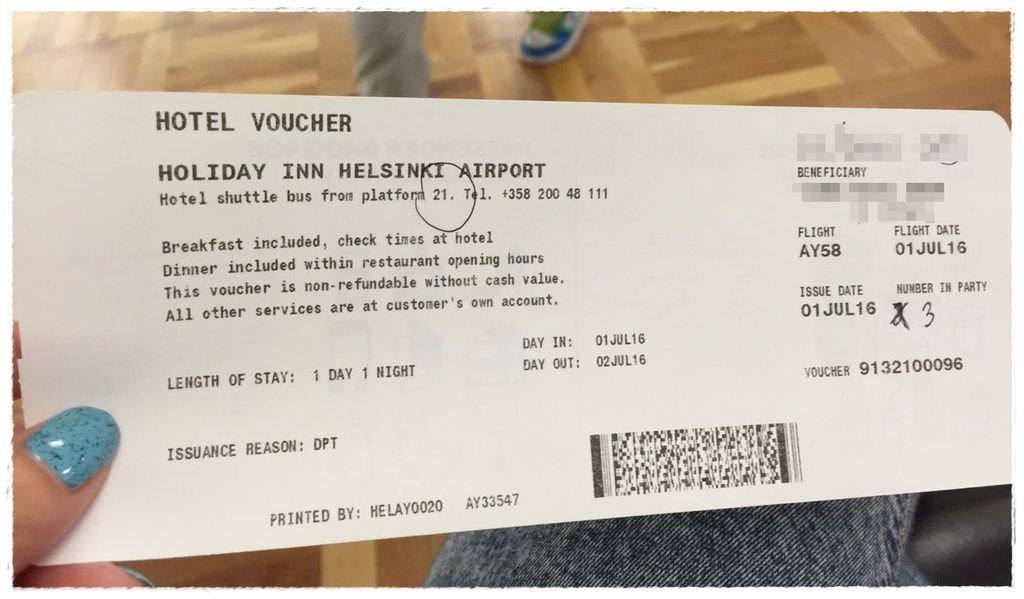 HOTEL VOUCHER
HOLIDAY INN HELSINKI AIRPORT
Hotel shuttle bus from platform 21. Tel. +358 200 48 111
Breakfast included, check times at hotel
Dinner included within restaurant opening hours
This voucher is non-refundable without cash value.
All other services are at customer's own account.
DAY IN: 01JUL16
DAY OUT: 02JUL16
LENGTH OF STAY: 1 DAY 1 NIGHT
ISSUANCE REASON: DPT
PRINTED BY: HELAY0020 AY33547
BENEFICIARY
FLIGHT FLIGHT DATE
AY58 01JUL16
ISSUE DATE NUMBER IN PARTY
01JUL16 3
VOUCHER 9132100096